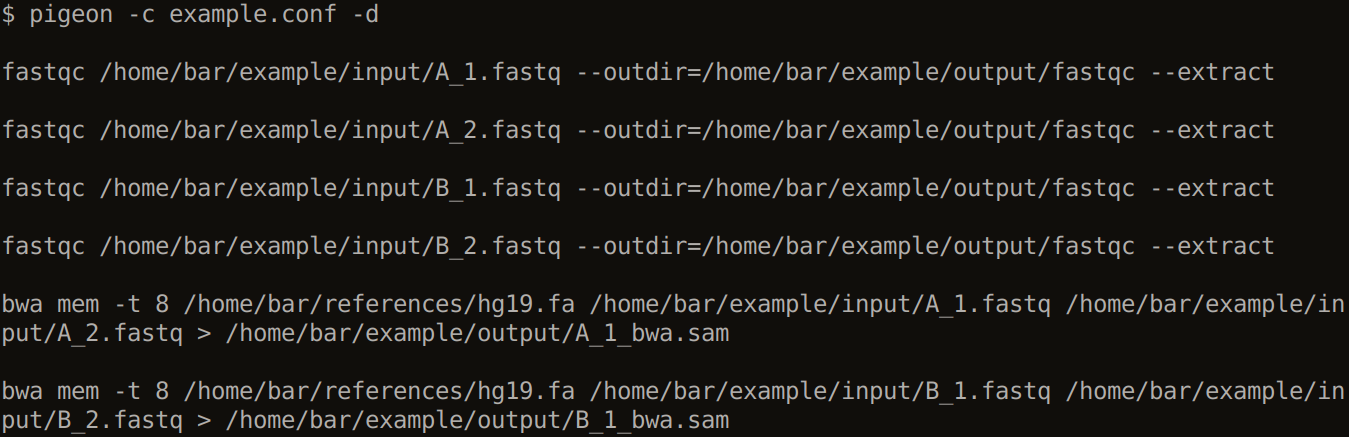 $ pigeon -c example.conf -d
fastqc /home/bar/example/input/A_1.fastq --outdir=/home/bar/example/output/fastqc --extract
fastqc /home/bar/example/input/A_2.fastq --outdir=/home/bar/example/output/fastqc --extract
fastqc /home/bar/example/input/B_1.fastq --outdir=/home/bar/example/output/fastqc --extract
fastqc /home/bar/example/input/B_2.fastq --outdir=/home/bar/example/output/fastqc --extract
bwa mem -t 8 /home/bar/references/hg19.fa /home/bar/example/input/A_1.fastq /home/bar/example/in
put/A_2.fastq > /home/bar/example/output/A_1_bwa.sam
bwa mem -t 8 /home/bar/references/hg19.fa /home/bar/example/input/B_1.fastq /home/bar/example/in
put/B_2.fastq > /home/bar/example/output/B_1_bwa.sam